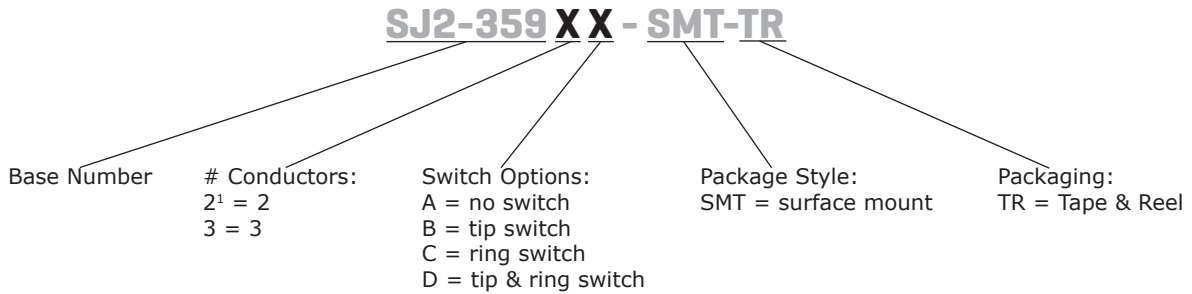 SJ2-359 X X - SMT-TR
Base Number
# Conductors:
2¹ = 2
3 = 3
Switch Options:
A = no switch
B = tip switch
C = ring switch
D = tip & ring switch
Package Style:
SMT = surface mount
Packaging:
TR = Tape & Reel